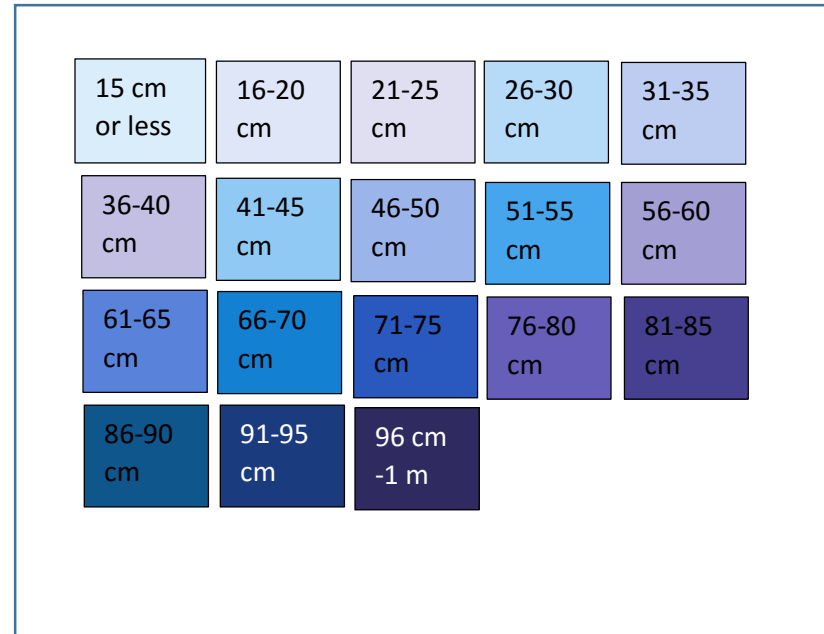 15 cm
or less
16-20
cm
21-25
cm
26-30
cm
31-35
cm
36-40
cm
41-45
cm
46-50
cm
51-55
cm
56-60
cm
61-65
cm
66-70
cm
71-75
cm
76-80
cm
81-85
cm
86-90
cm
91-95
cm
96 cm
-1 m